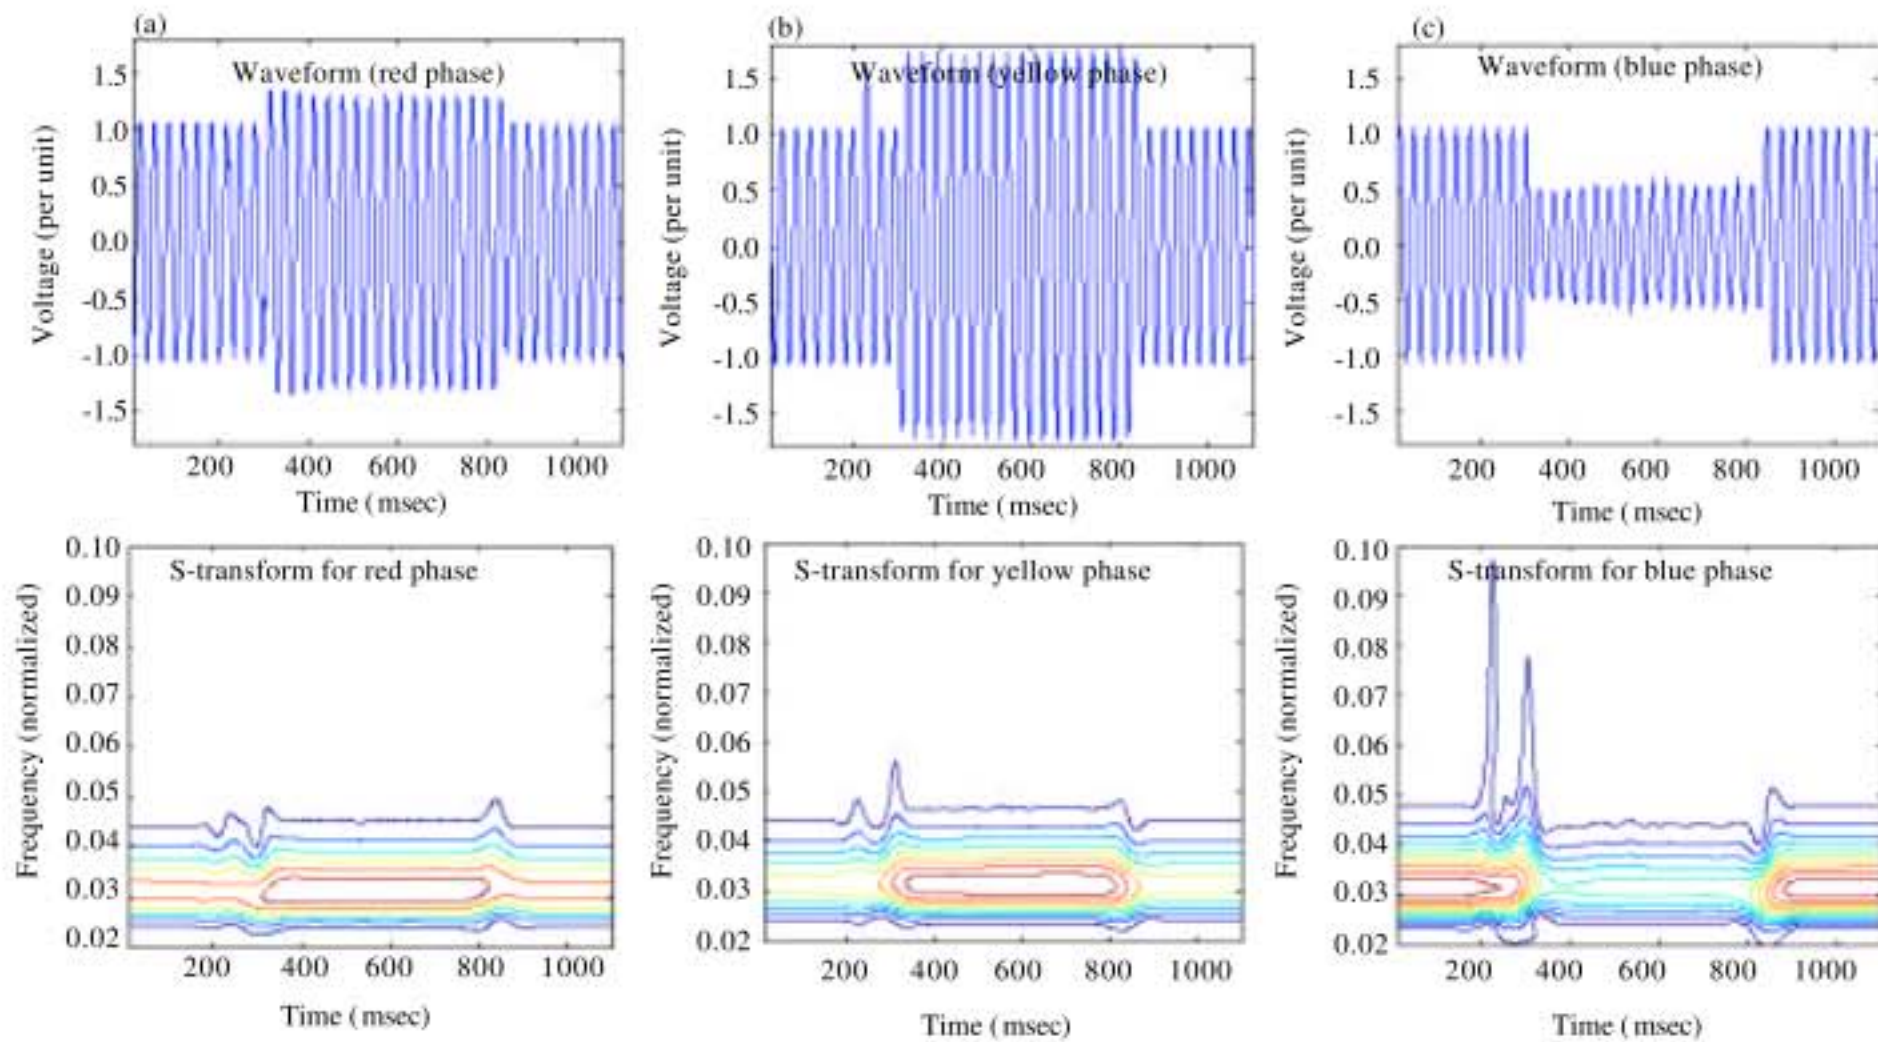 (a)
Waveform (red phase)
Voltage (per unit)
1.5
1.0
0.5
0.0
-0.5
-1.0
-1.5
200 400 600 800 1000
Time (msec)
(b)
Waveform (yellow phase)
Voltage (per unit)
1.5
1.0
0.5
0.0
-0.5
-1.0
-1.5
200 400 600 800 1000
Time (msec)
(c)
Waveform (blue phase)
Voltage (per unit)
1.5
1.0
0.5
0.0
-0.5
-1.0
-1.5
200 400 600 800 1000
Time (msec)
S-transform for red phase
Frequency (normalized)
0.10
0.09
0.08
0.07
0.06
0.05
0.04
0.03
0.02
200 400 600 800 1000
Time (msec)
S-transform for yellow phase
Frequency (normalized)
0.10
0.09
0.08
0.07
0.06
0.05
0.04
0.03
0.02
200 400 600 800 1000
Time (msec)
S-transform for blue phase
Frequency (normalized)
0.10
0.09
0.08
0.07
0.06
0.05
0.04
0.03
0.02
200 400 600 800 1000
Time (msec)